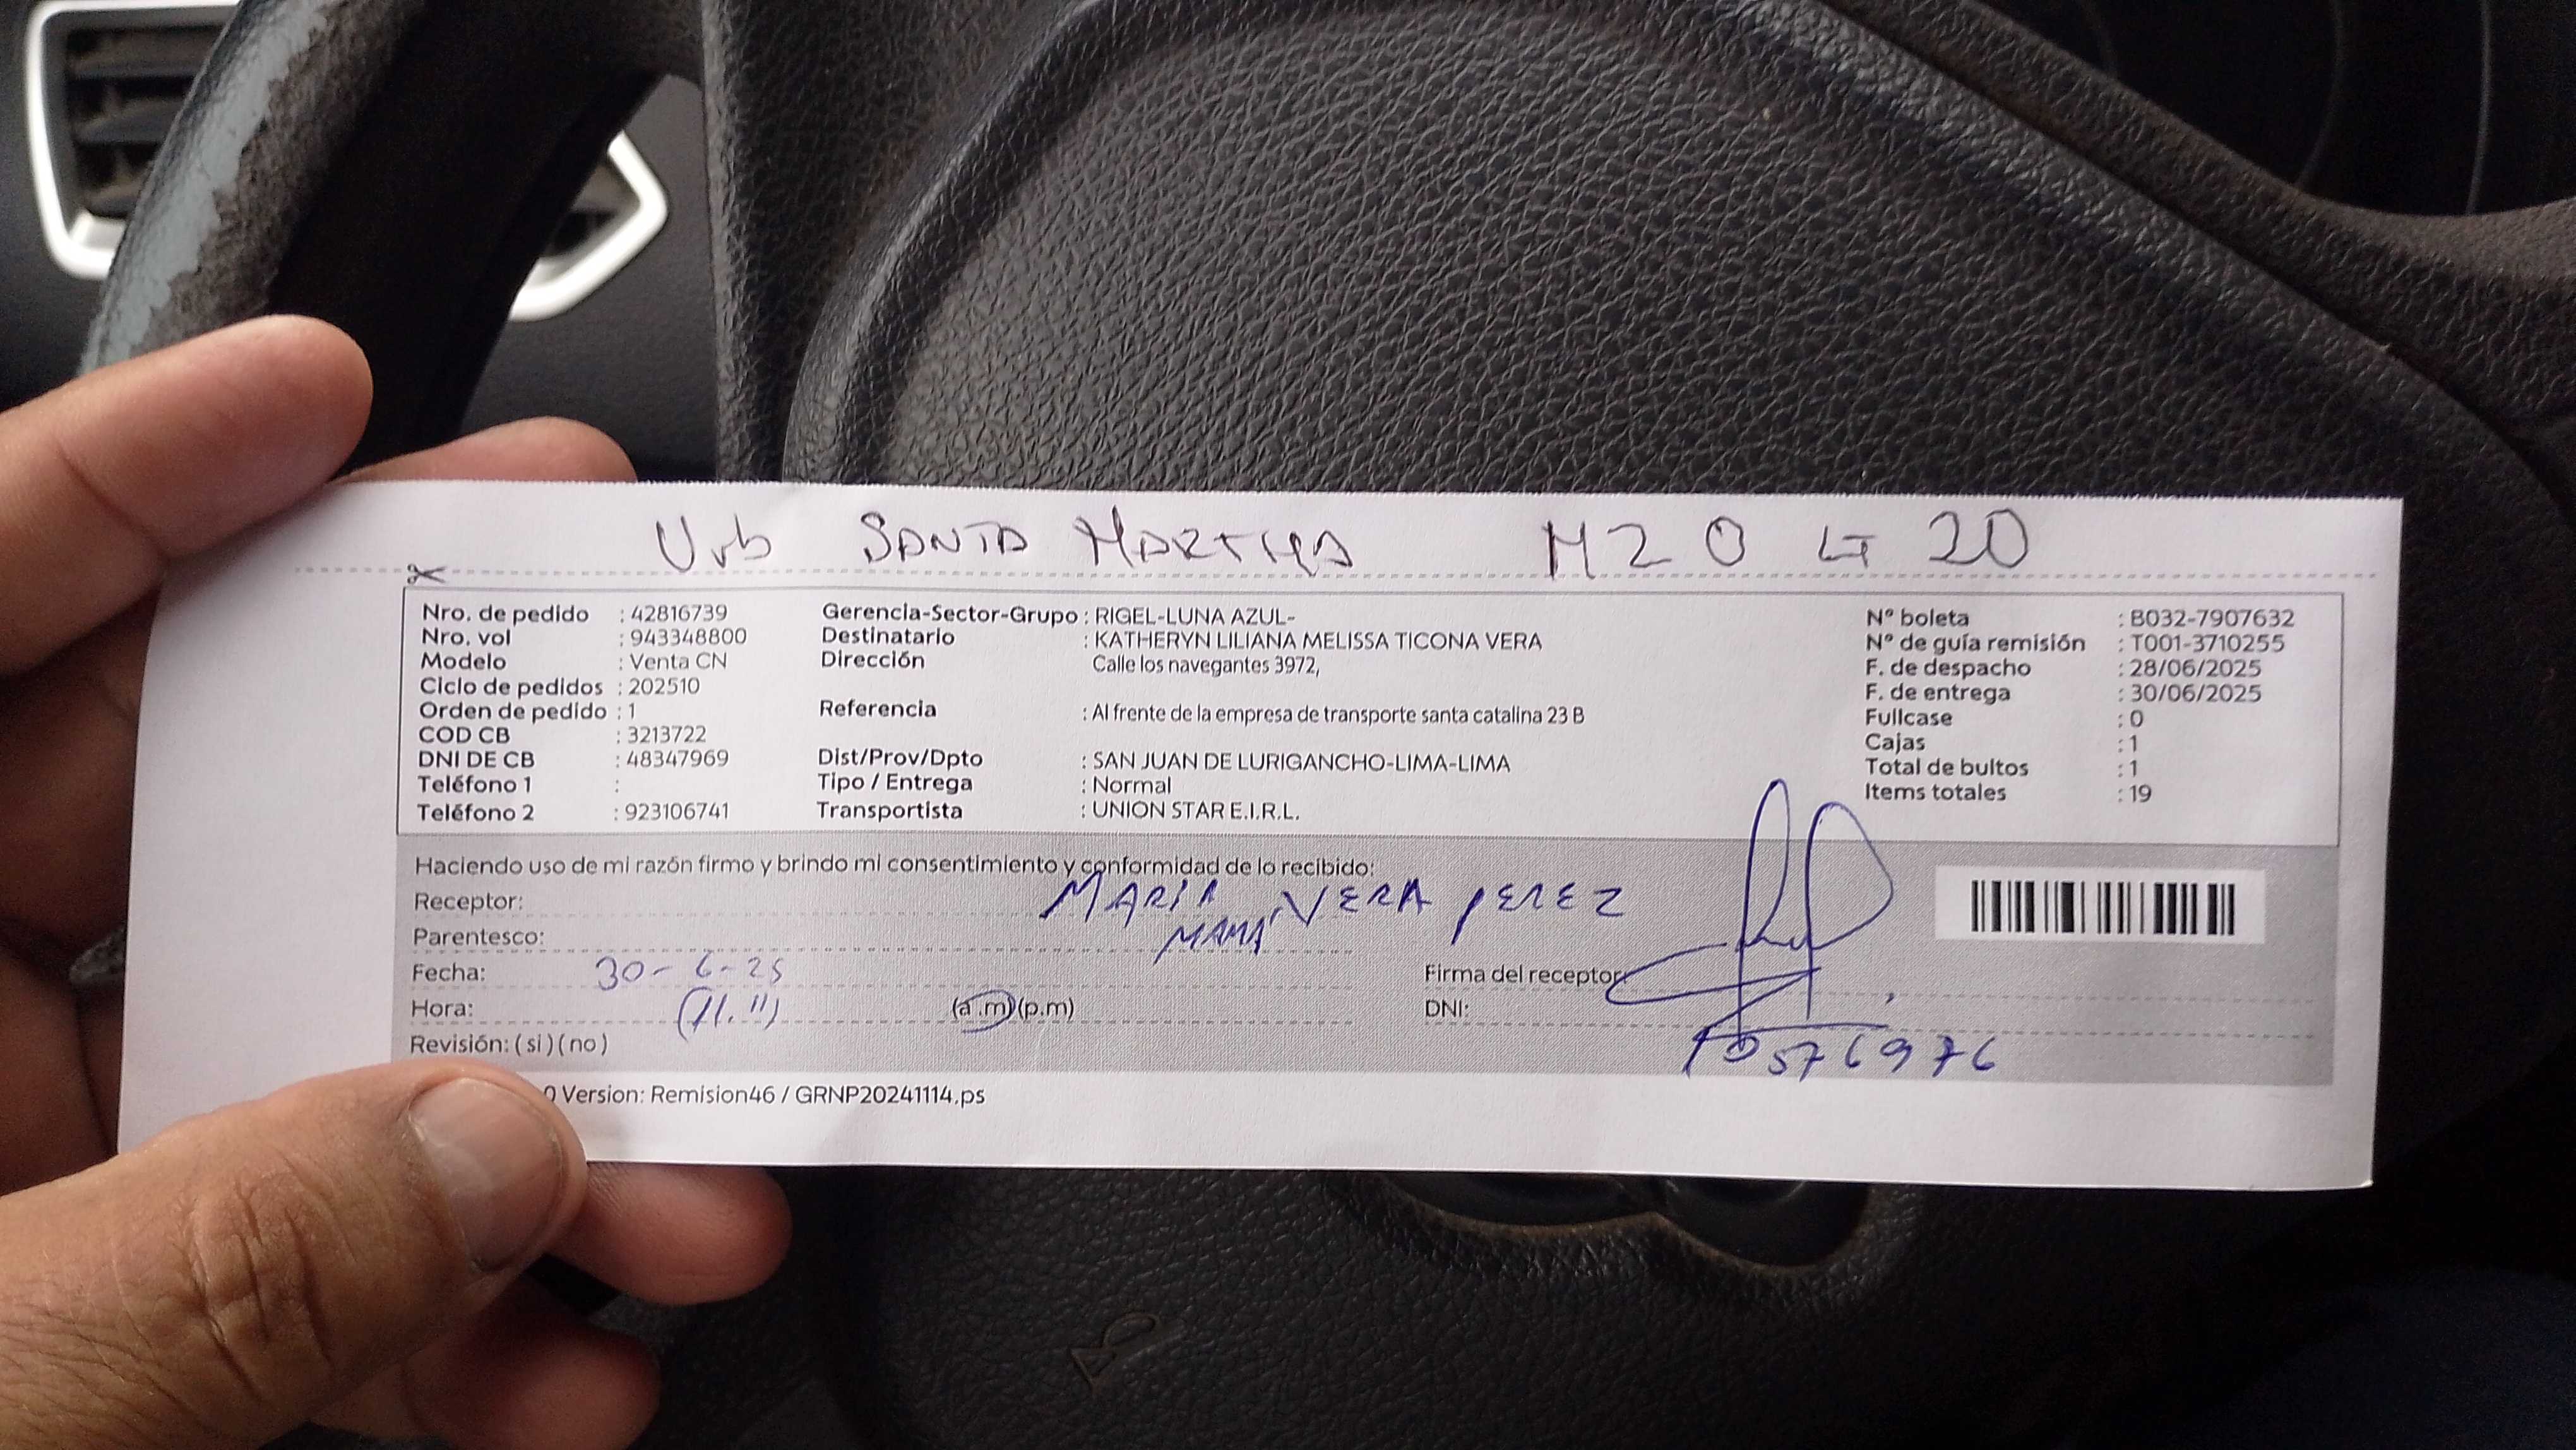 Urb SANTA MARTHA MZ O LT 20
Nro. de pedido : 42816739
Nro. vol : 943348800
Modelo : Venta CN
Ciclo de pedidos : 202510
Orden de pedido : 1
COD CB : 3213722
DNI DE CB : 48347969
Teléfono 1 :
Teléfono 2 : 923106741
Gerencia-Sector-Grupo : RIGEL-LUNA AZUL-
Destinatario : KATHERYN LILIANA MELISSA TICONA VERA
Dirección Calle los navegantes 3972,
Referencia : Al frente de la empresa de transporte santa catalina 23 B
Dist/Prov/Dpto : SAN JUAN DE LURIGANCHO-LIMA-LIMA
Tipo / Entrega : Normal
Transportista : UNION STAR E.I.R.L.
N° boleta : B032-7907632
N° de guía remisión : T001-3710255
F. de despacho : 28/06/2025
F. de entrega : 30/06/2025
Fullcase : 0
Cajas : 1
Total de bultos : 1
Items totales : 19
Haciendo uso de mi razón firmo y brindo mi consentimiento y conformidad de lo recibido:
Receptor: MARIA VERA PEREZ
Parentesco: MAMÁ
Fecha: 30-6-25
Hora: (11.11) (a.m)(p.m)
Revisión: ( si ) ( no )
Firma del receptor:
DNI: 576976
0 Version: Remision46 / GRNP20241114.ps